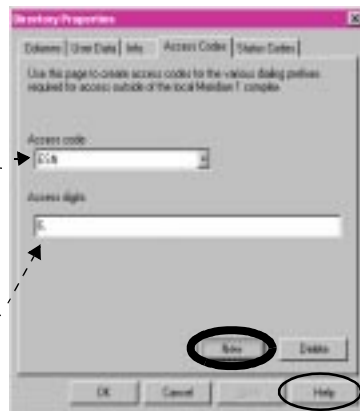 Directory Properties
Columns User Data Info Access Codes Status Codes
Use this page to create access codes for the various dialing prefixes
required for access outside of the local Meridian 1 complex.
Access code
ESN
Access digits
6
New Delete
OK Cancel Help